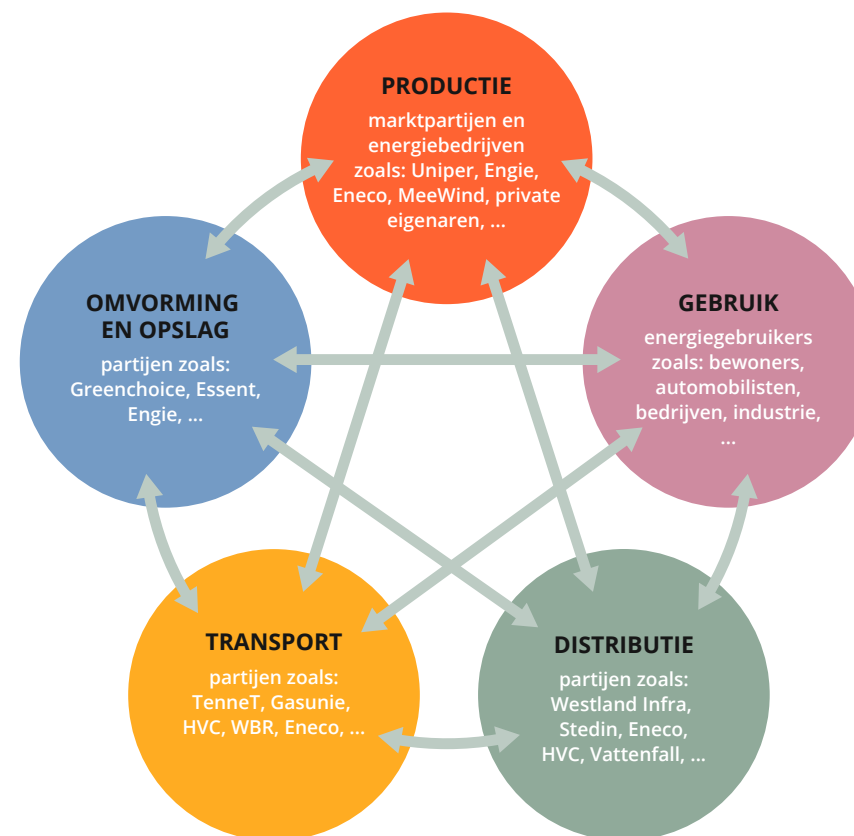 PRODUCTIE
marktpartijen en
energiebedrijven
zoals: Uniper, Engie,
Eneco, MeeWind, private
eigenaren, ...
OMVORMING
EN OPSLAG
partijen zoals:
Greenchoice, Essent,
Engie, ...
GEBRUIK
energiegebruikers
zoals: bewoners,
automobilisten,
bedrijven, industrie,
...
TRANSPORT
partijen zoals:
TenneT, Gasunie,
HVC, WBR, Eneco, ...
DISTRIBUTIE
partijen zoals:
Westland Infra,
Stedin, Eneco,
HVC, Vattenfall, ...